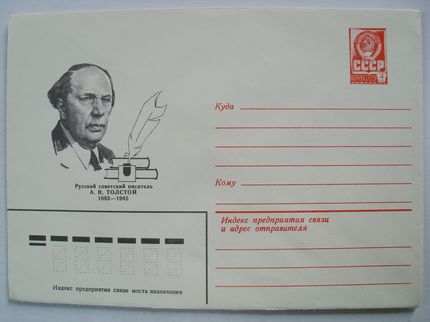 СССР
Куда
Кому
Русский советский писатель
А. Н. ТОЛСТОЙ
1883—1945
Индекс предприятия связи
и адрес отправителя
Индекс предприятия связи места назначения